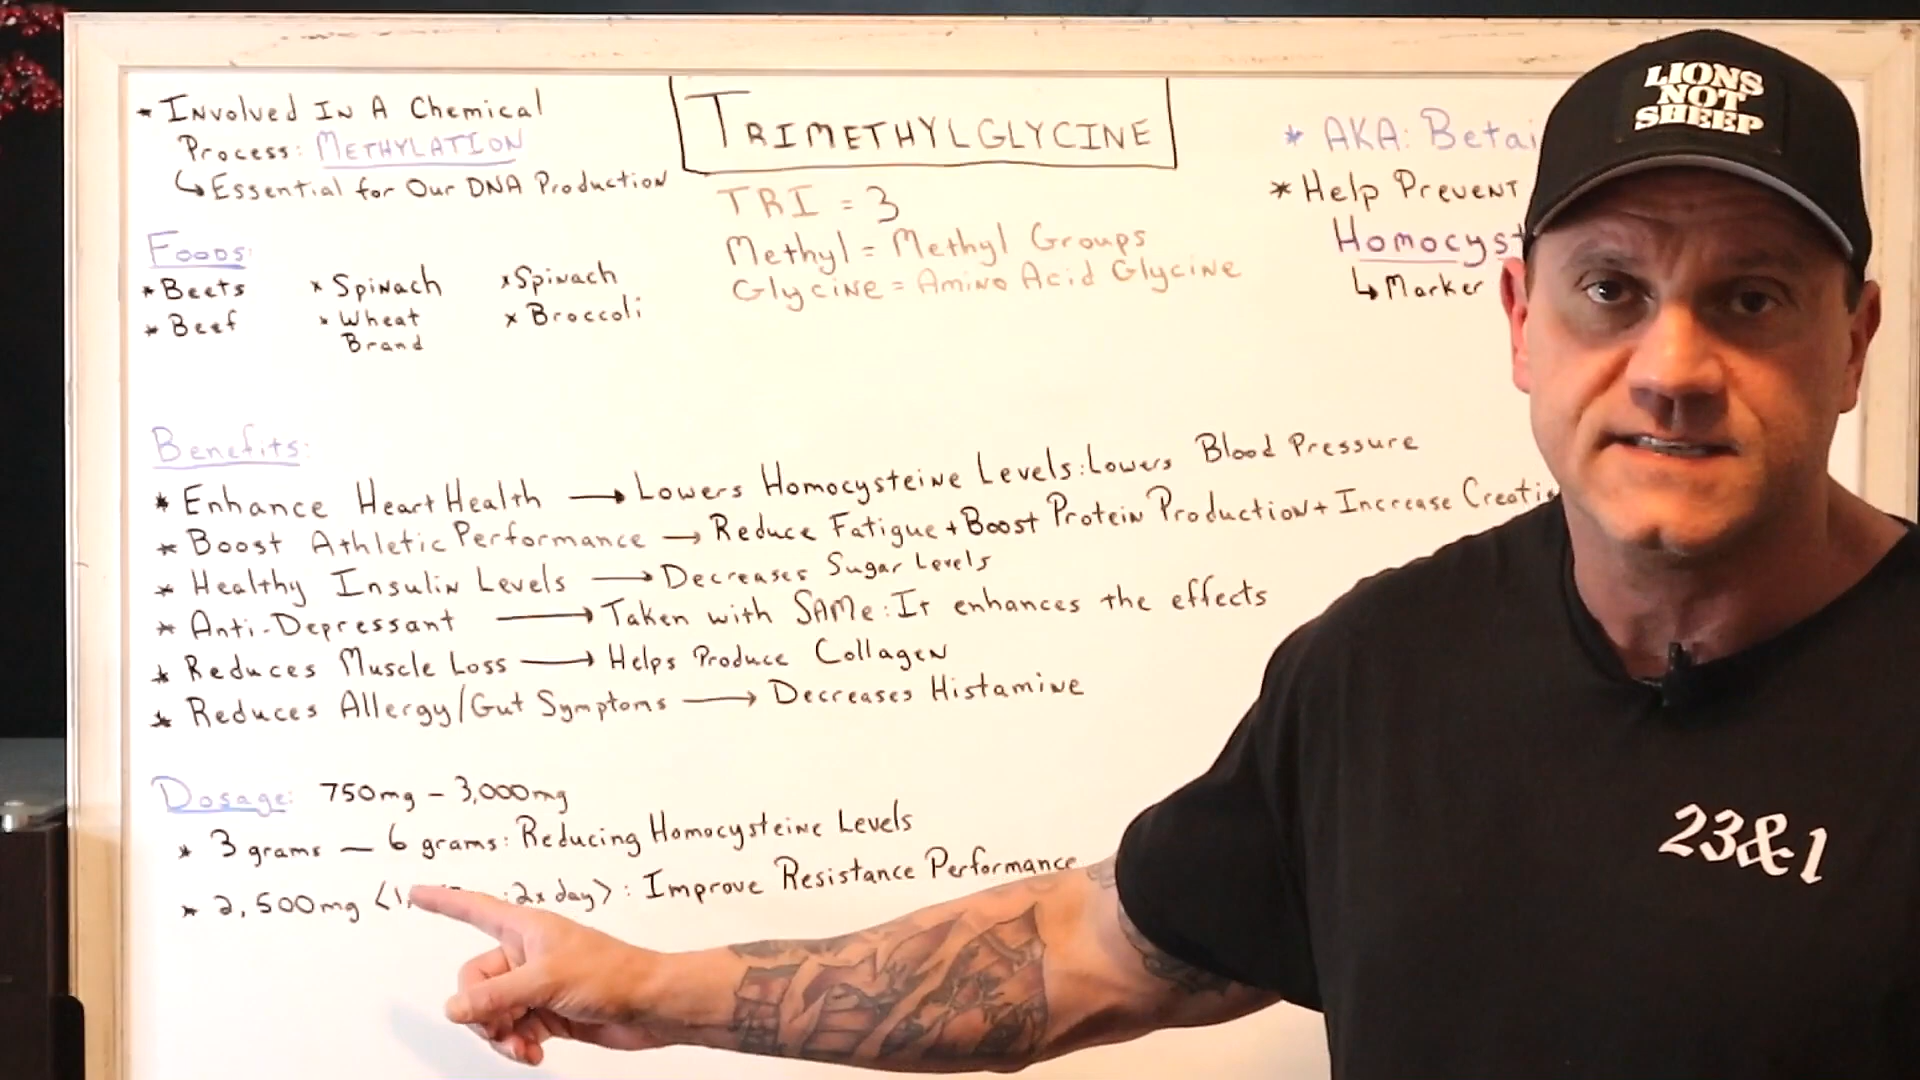 * Involved In A Chemical
Process: METHYLATION
↳ Essential for Our DNA Production
TRIMETHYLGLYCINE
TRI = 3
Methyl = Methyl Groups
Glycine = Amino Acid Glycine
* AKA:
* Help Prevent
↳ Marker
Foods:
* Beets
* Beef
* Spinach
* Wheat
Brand
* Spinach
* Broccoli
Benefits:
* Enhance Heart Health → Lowers Homocysteine Levels: Lowers Blood Pressure
* Boost Athletic Performance → Reduce Fatigue + Boost Protein Production + Increase
* Healthy Insulin Levels → Decreases Sugar Levels
* Anti-Depressant → Taken with SAMe: It enhances the effects
* Reduces Muscle Loss → Helps Produce Collagen
* Reduces Allergy/Gut Symptoms → Decreases Histamine
Dosage: 750mg – 3,000mg
* 3 grams – 6 grams: Reducing Homocysteine Levels
* 2,500mg <1, : 2x day> : Improve Resistance Performance
LIONS
NOT
SHEEP
23&1